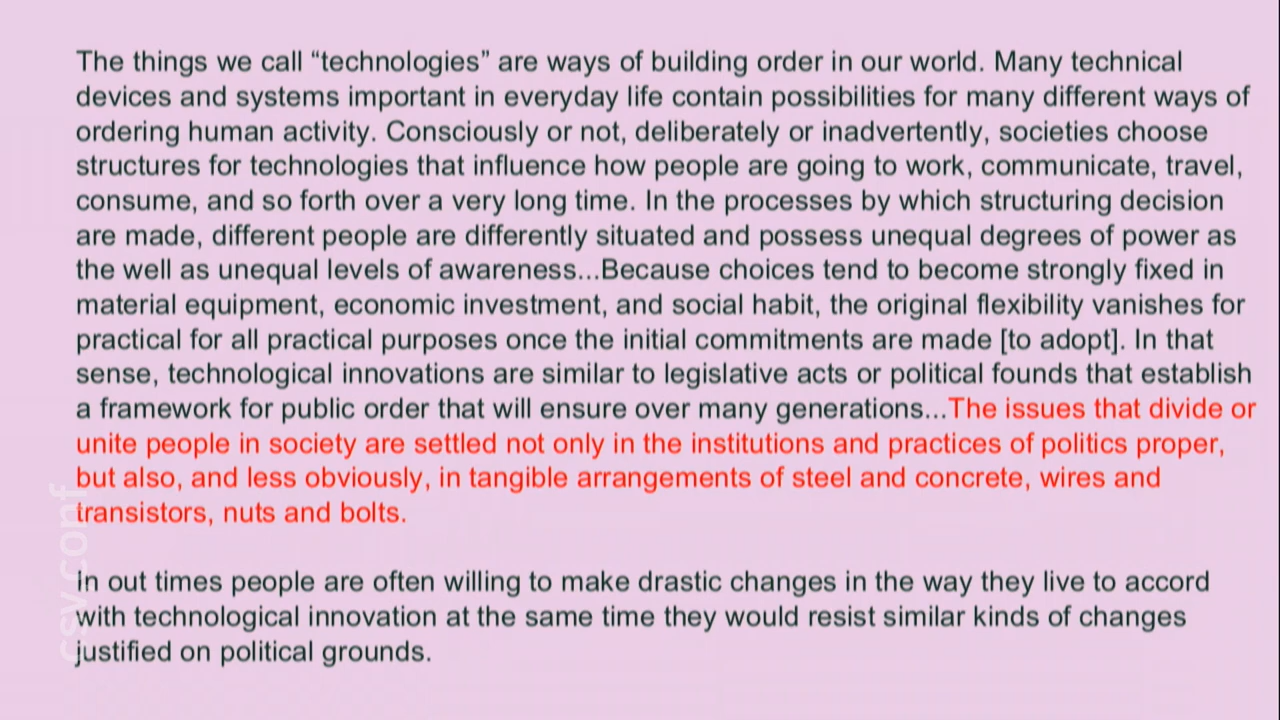 The things we call “technologies” are ways of building order in our world. Many technical
devices and systems important in everyday life contain possibilities for many different ways of
ordering human activity. Consciously or not, deliberately or inadvertently, societies choose
structures for technologies that influence how people are going to work, communicate, travel,
consume, and so forth over a very long time. In the processes by which structuring decision
are made, different people are differently situated and possess unequal degrees of power as
the well as unequal levels of awareness...Because choices tend to become strongly fixed in
material equipment, economic investment, and social habit, the original flexibility vanishes for
practical for all practical purposes once the initial commitments are made [to adopt]. In that
sense, technological innovations are similar to legislative acts or political founds that establish
a framework for public order that will ensure over many generations...The issues that divide or
unite people in society are settled not only in the institutions and practices of politics proper,
but also, and less obviously, in tangible arrangements of steel and concrete, wires and
transistors, nuts and bolts.
In out times people are often willing to make drastic changes in the way they live to accord
with technological innovation at the same time they would resist similar kinds of changes
justified on political grounds.
csv,conf